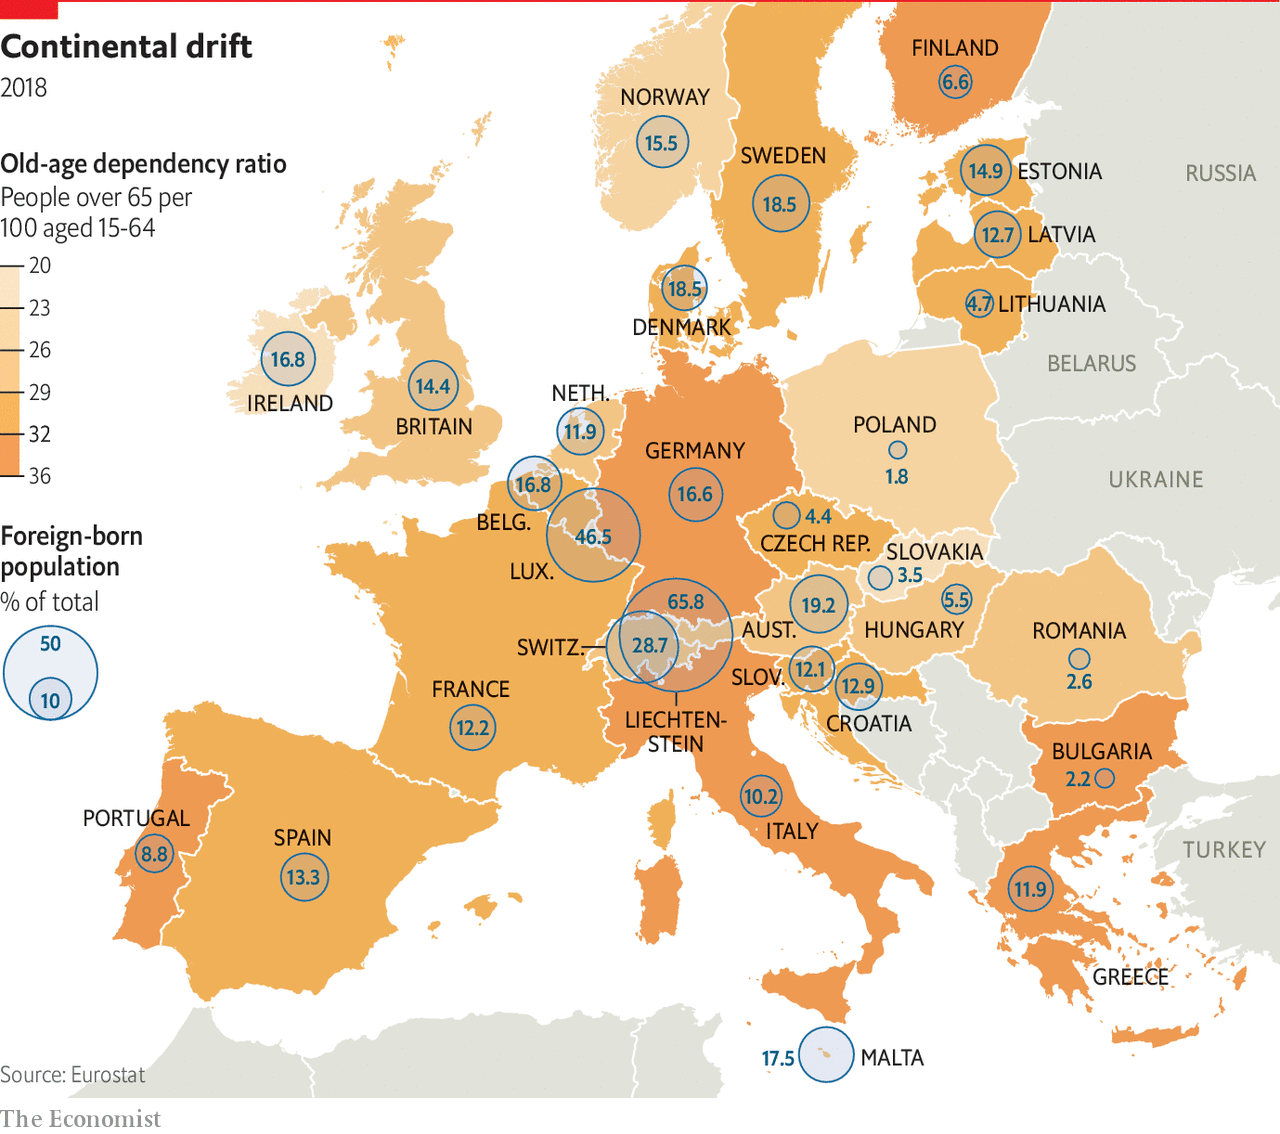 Continental drift
2018
Old-age dependency ratio
People over 65 per
100 aged 15-64
20
23
26
29
32
36
Foreign-born
population
% of total
50
10
FINLAND
6.6
NORWAY
15.5
SWEDEN
18.5
ESTONIA
14.9
RUSSIA
LATVIA
12.7
LITHUANIA
4.7
DENMARK
18.5
BELARUS
IRELAND
16.8
BRITAIN
14.4
NETH.
11.9
POLAND
1.8
GERMANY
16.6
UKRAINE
BELG.
16.8
LUX.
46.5
CZECH REP.
4.4
SLOVAKIA
3.5
AUST.
19.2
HUNGARY
5.5
ROMANIA
2.6
SWITZ.
28.7
65.8
LIECHTEN-
STEIN
SLOV.
12.1
CROATIA
12.9
FRANCE
12.2
BULGARIA
2.2
ITALY
10.2
PORTUGAL
8.8
SPAIN
13.3
TURKEY
GREECE
11.9
17.5
MALTA
Source: Eurostat
The Economist